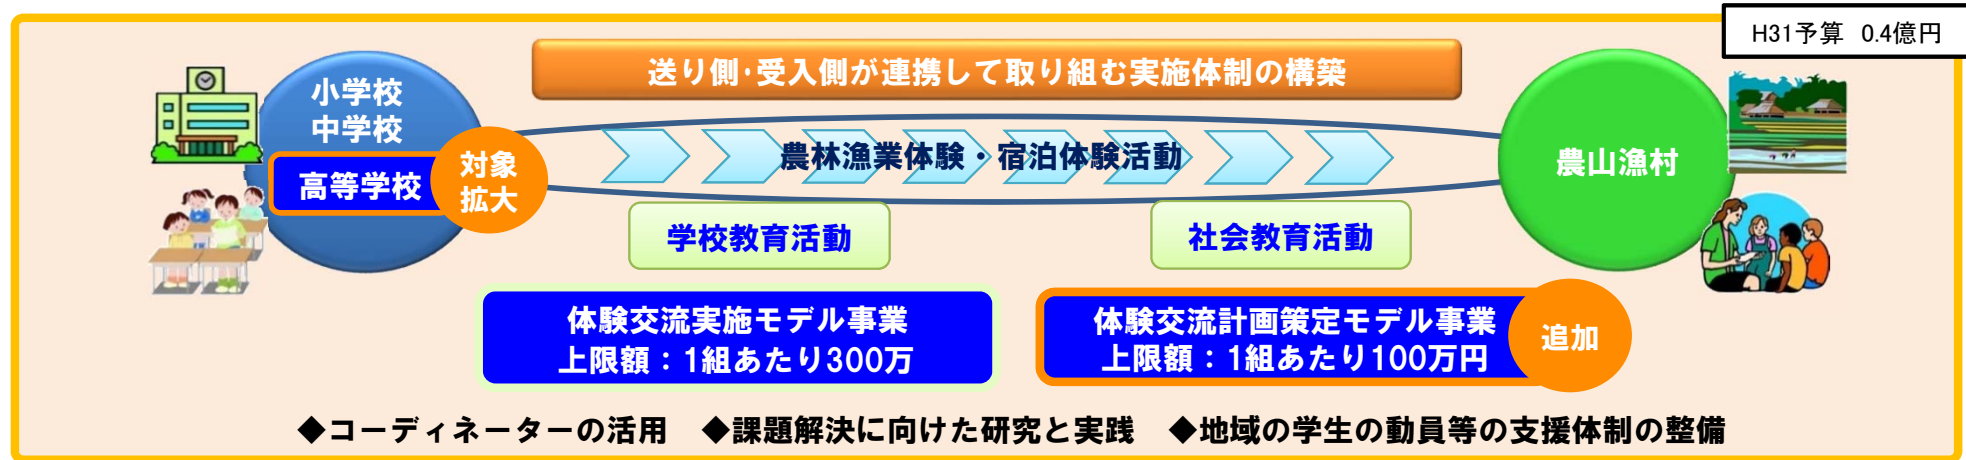 H31予算 0.4億円
送り側・受入側が連携して取り組む実施体制の構築
小学校
中学校
高等学校
対象
拡大
農林漁業体験・宿泊体験活動
農山漁村
学校教育活動
社会教育活動
体験交流実施モデル事業
上限額：1組あたり300万
体験交流計画策定モデル事業
上限額：1組あたり100万円
追加
◆コーディネーターの活用 ◆課題解決に向けた研究と実践 ◆地域の学生の動員等の支援体制の整備